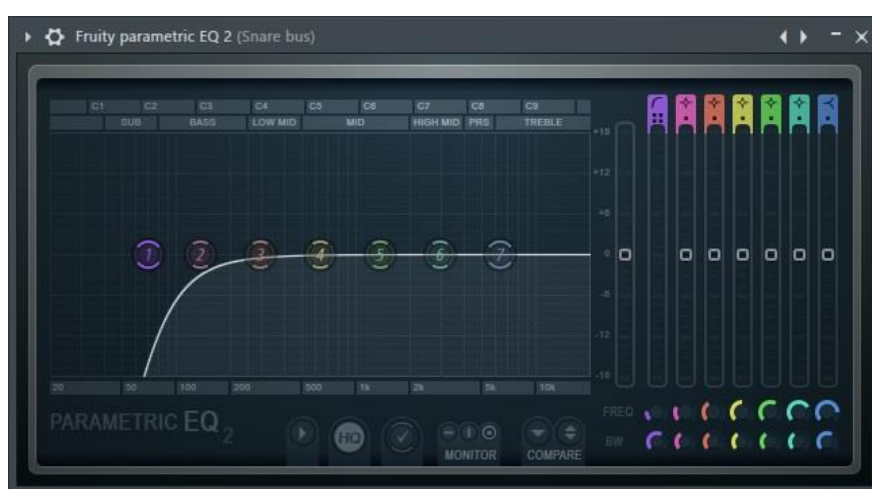 Fruity parametric EQ 2 (Snare bus)
C1 C2 C3 C4 C5 C6 C7 C8 C9
SUB BASS LOW MID MID HIGH MID PRS TREBLE
+18
+12
+6
1 2 3 4 5 6 7 0
-6
-12
-18
20 50 100 200 500 1k 2k 5k 10k
PARAMETRIC EQ 2
HQ
MONITOR COMPARE
FREQ
BW